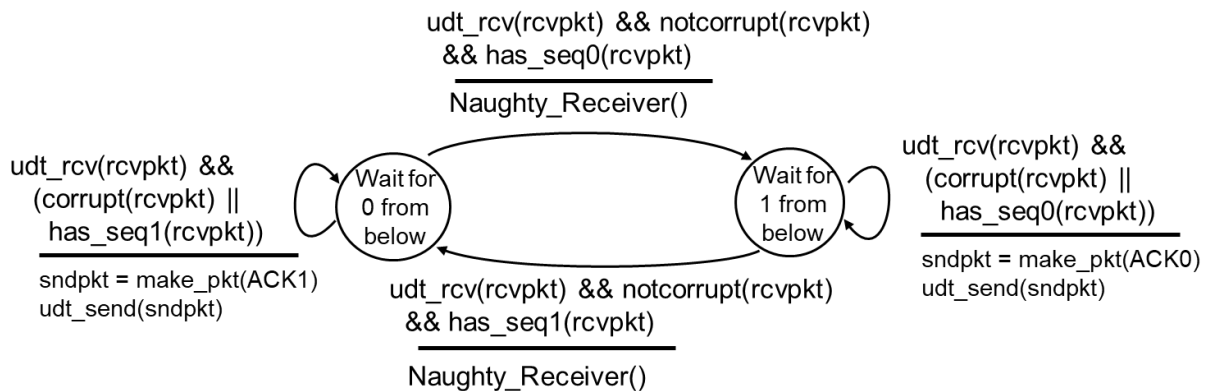 udt_rcv(rcvpkt) && notcorrupt(rcvpkt)
&& has_seq0(rcvpkt)
Naughty_Receiver()
udt_rcv(rcvpkt) &&
(corrupt(rcvpkt) ||
has_seq1(rcvpkt))
sndpkt = make_pkt(ACK1)
udt_send(sndpkt)
Wait for
0 from
below
Wait for
1 from
below
udt_rcv(rcvpkt) &&
(corrupt(rcvpkt) ||
has_seq0(rcvpkt))
sndpkt = make_pkt(ACK0)
udt_send(sndpkt)
udt_rcv(rcvpkt) && notcorrupt(rcvpkt)
&& has_seq1(rcvpkt)
Naughty_Receiver()